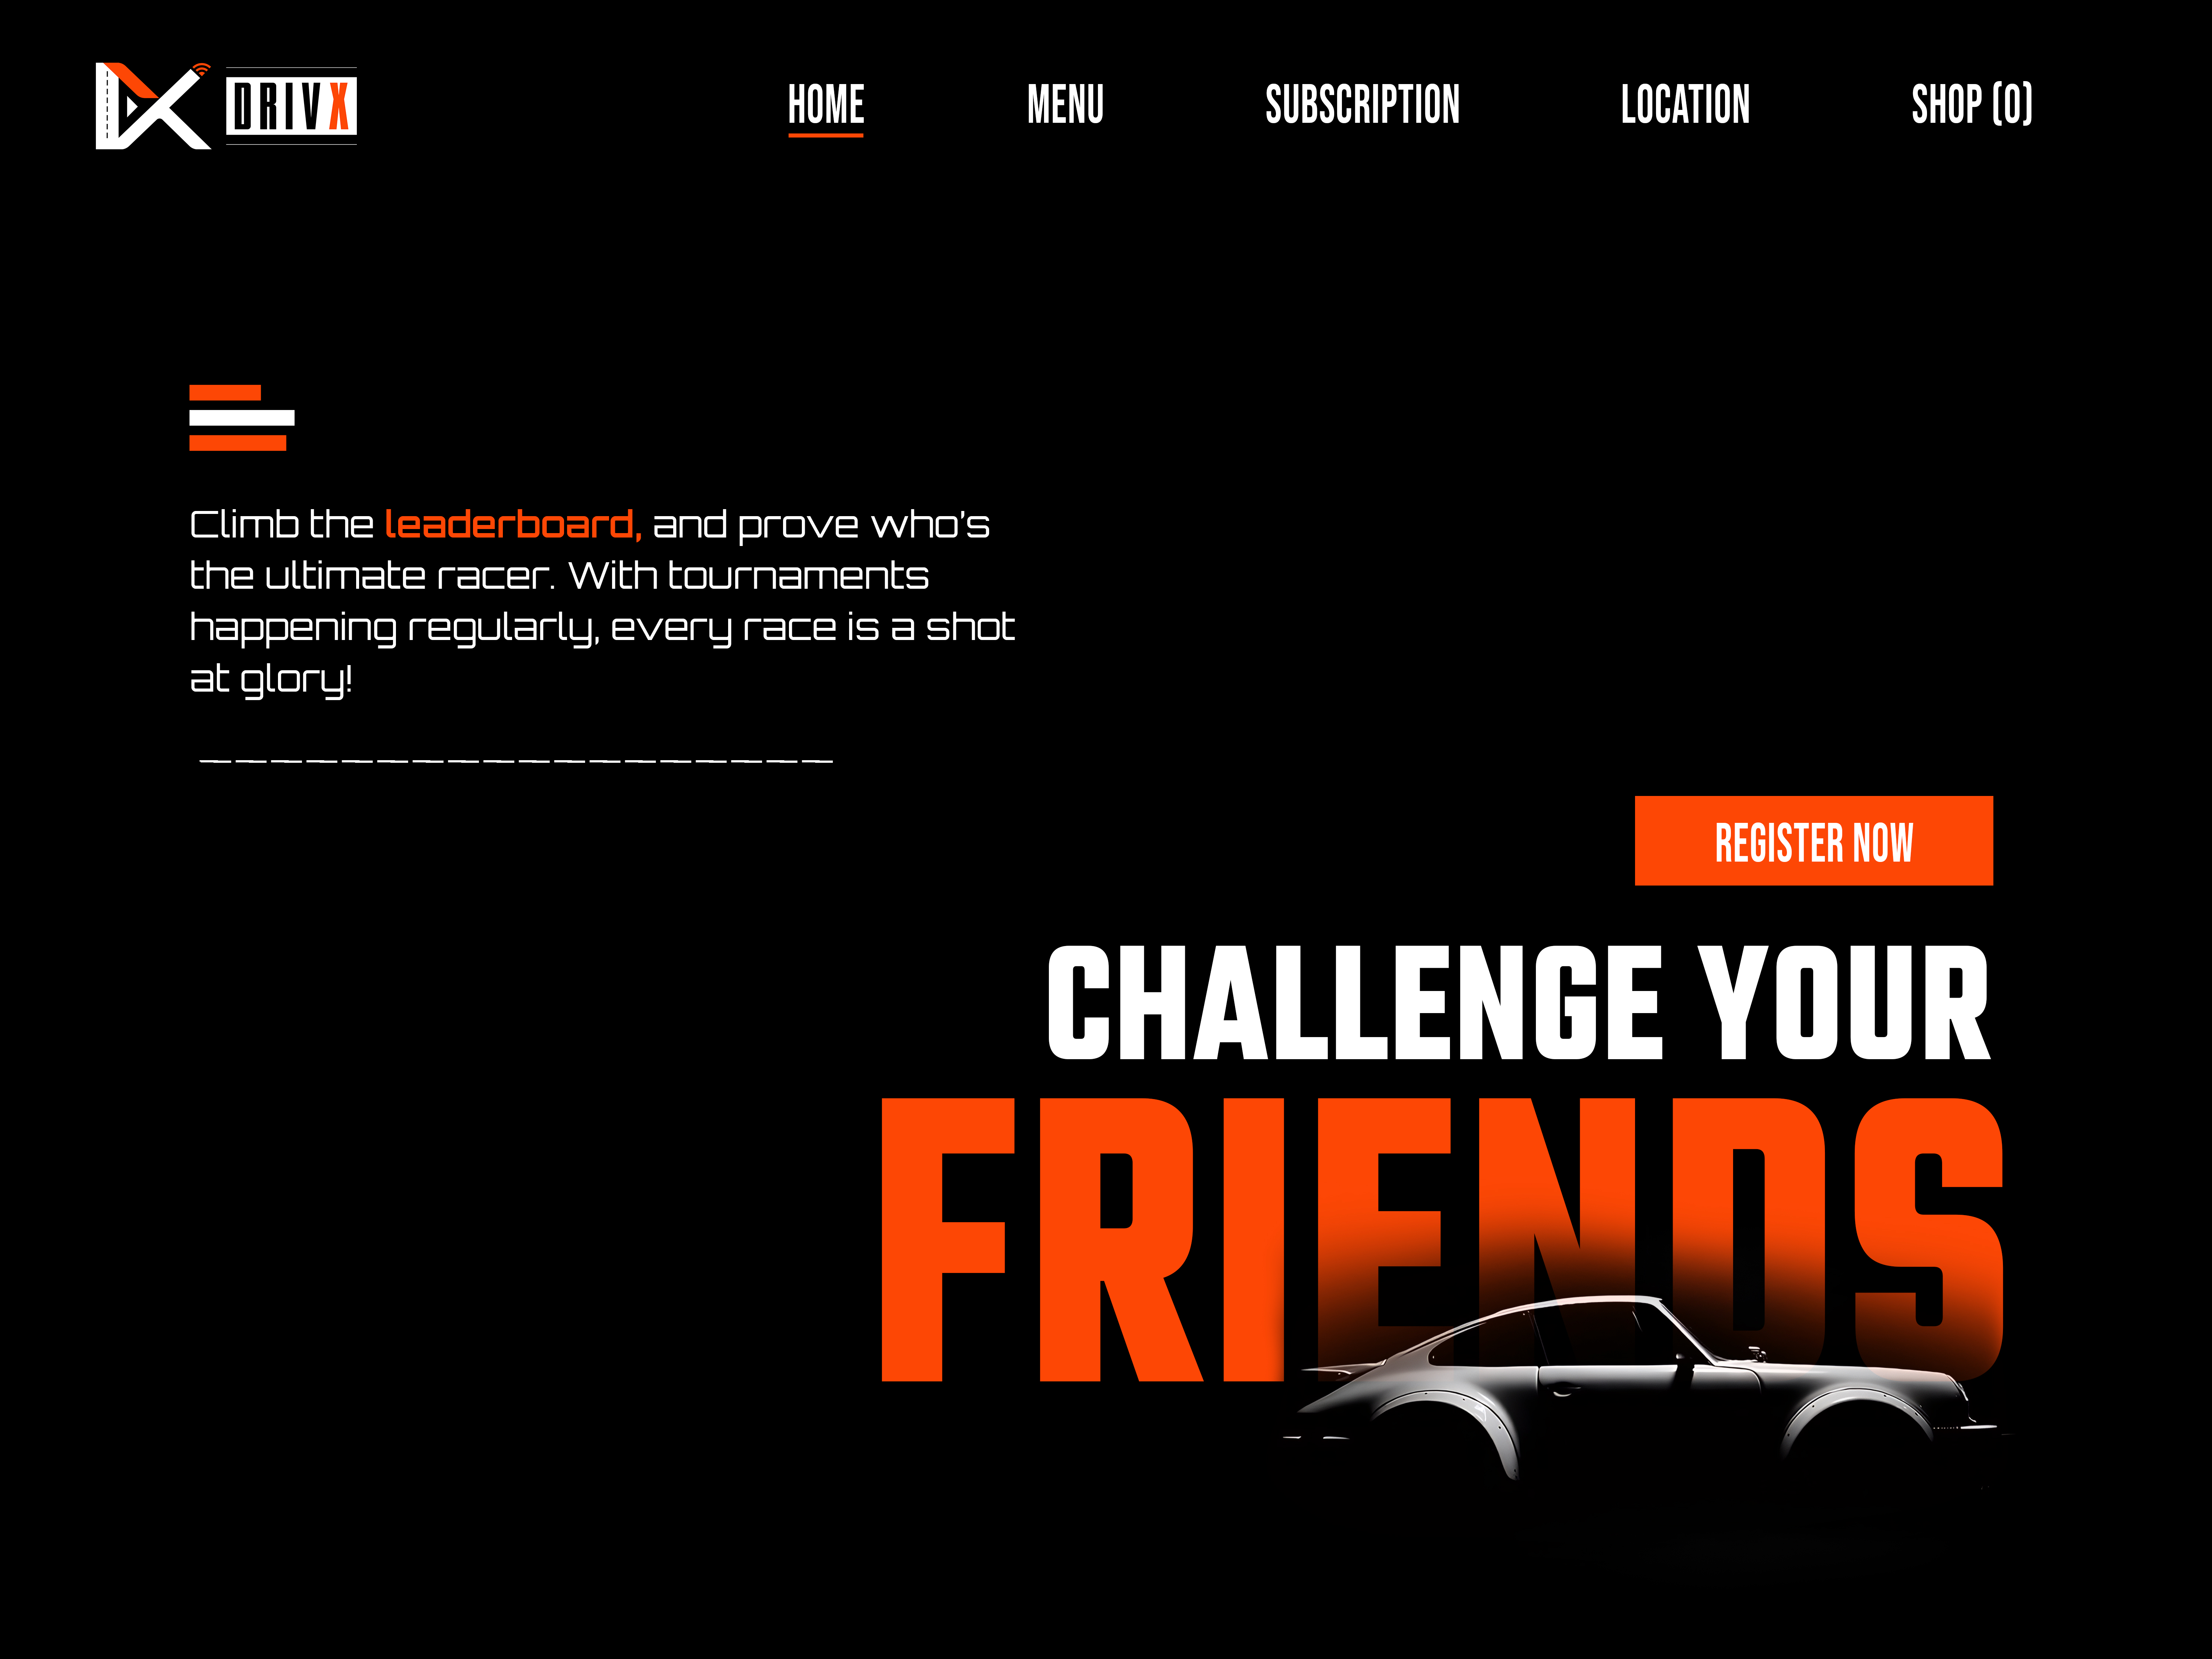 DRIVX
HOME
MENU
SUBSCRIPTION
LOCATION
SHOP (0)
Climb the leaderboard, and prove who's
the ultimate racer. With tournaments
happening regularly, every race is a shot
at glory!
REGISTER NOW
CHALLENGE YOUR
FRIENDS